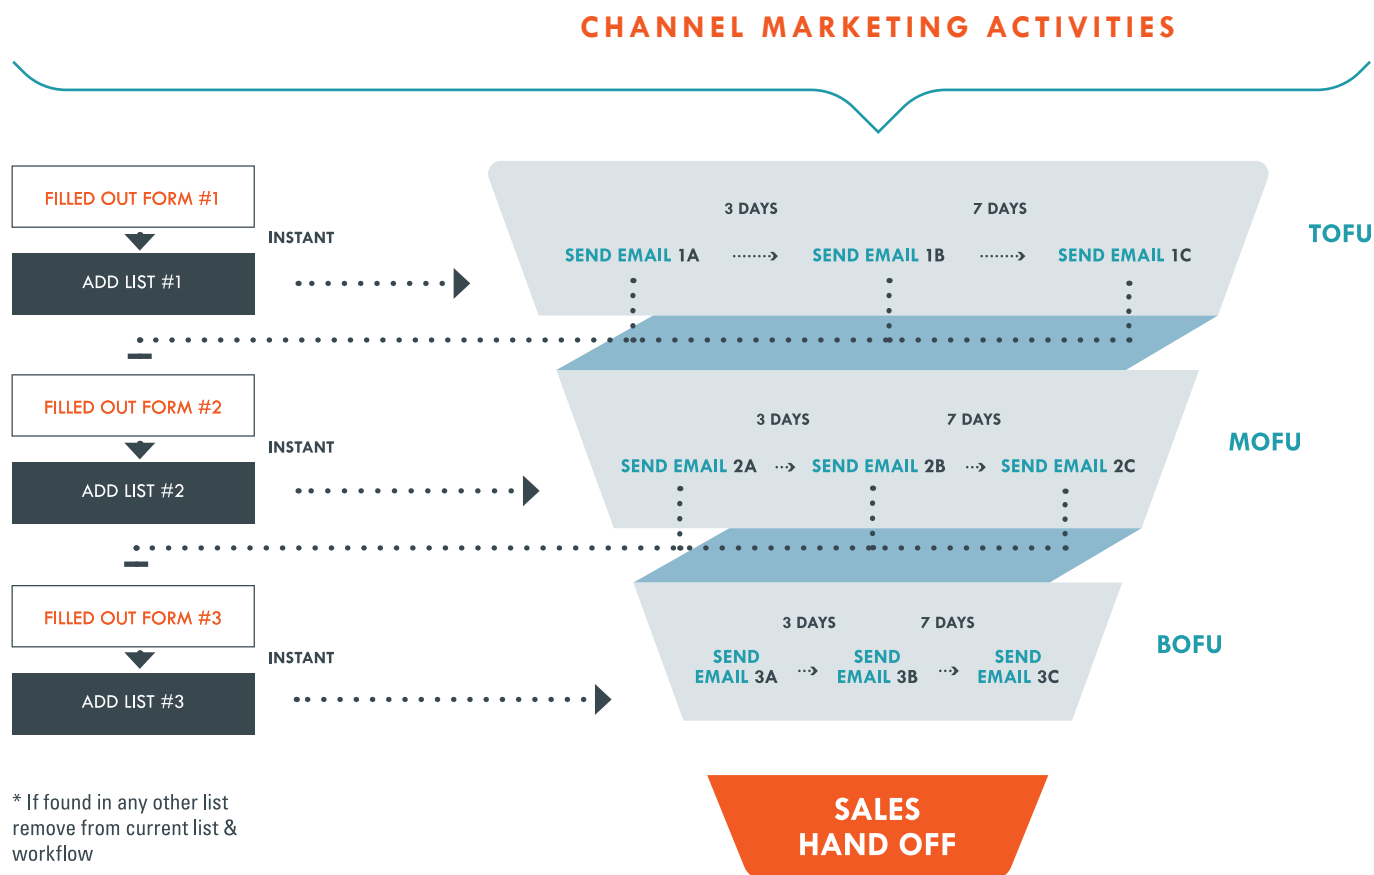 CHANNEL MARKETING ACTIVITIES
FILLED OUT FORM #1
INSTANT
ADD LIST #1
3 DAYS
7 DAYS
SEND EMAIL 1A
SEND EMAIL 1B
SEND EMAIL 1C
TOFU
FILLED OUT FORM #2
INSTANT
ADD LIST #2
3 DAYS
7 DAYS
SEND EMAIL 2A
SEND EMAIL 2B
SEND EMAIL 2C
MOFU
FILLED OUT FORM #3
INSTANT
ADD LIST #3
3 DAYS
7 DAYS
SEND
EMAIL 3A
SEND
EMAIL 3B
SEND
EMAIL 3C
BOFU
* If found in any other list
remove from current list &
workflow
SALES
HAND OFF